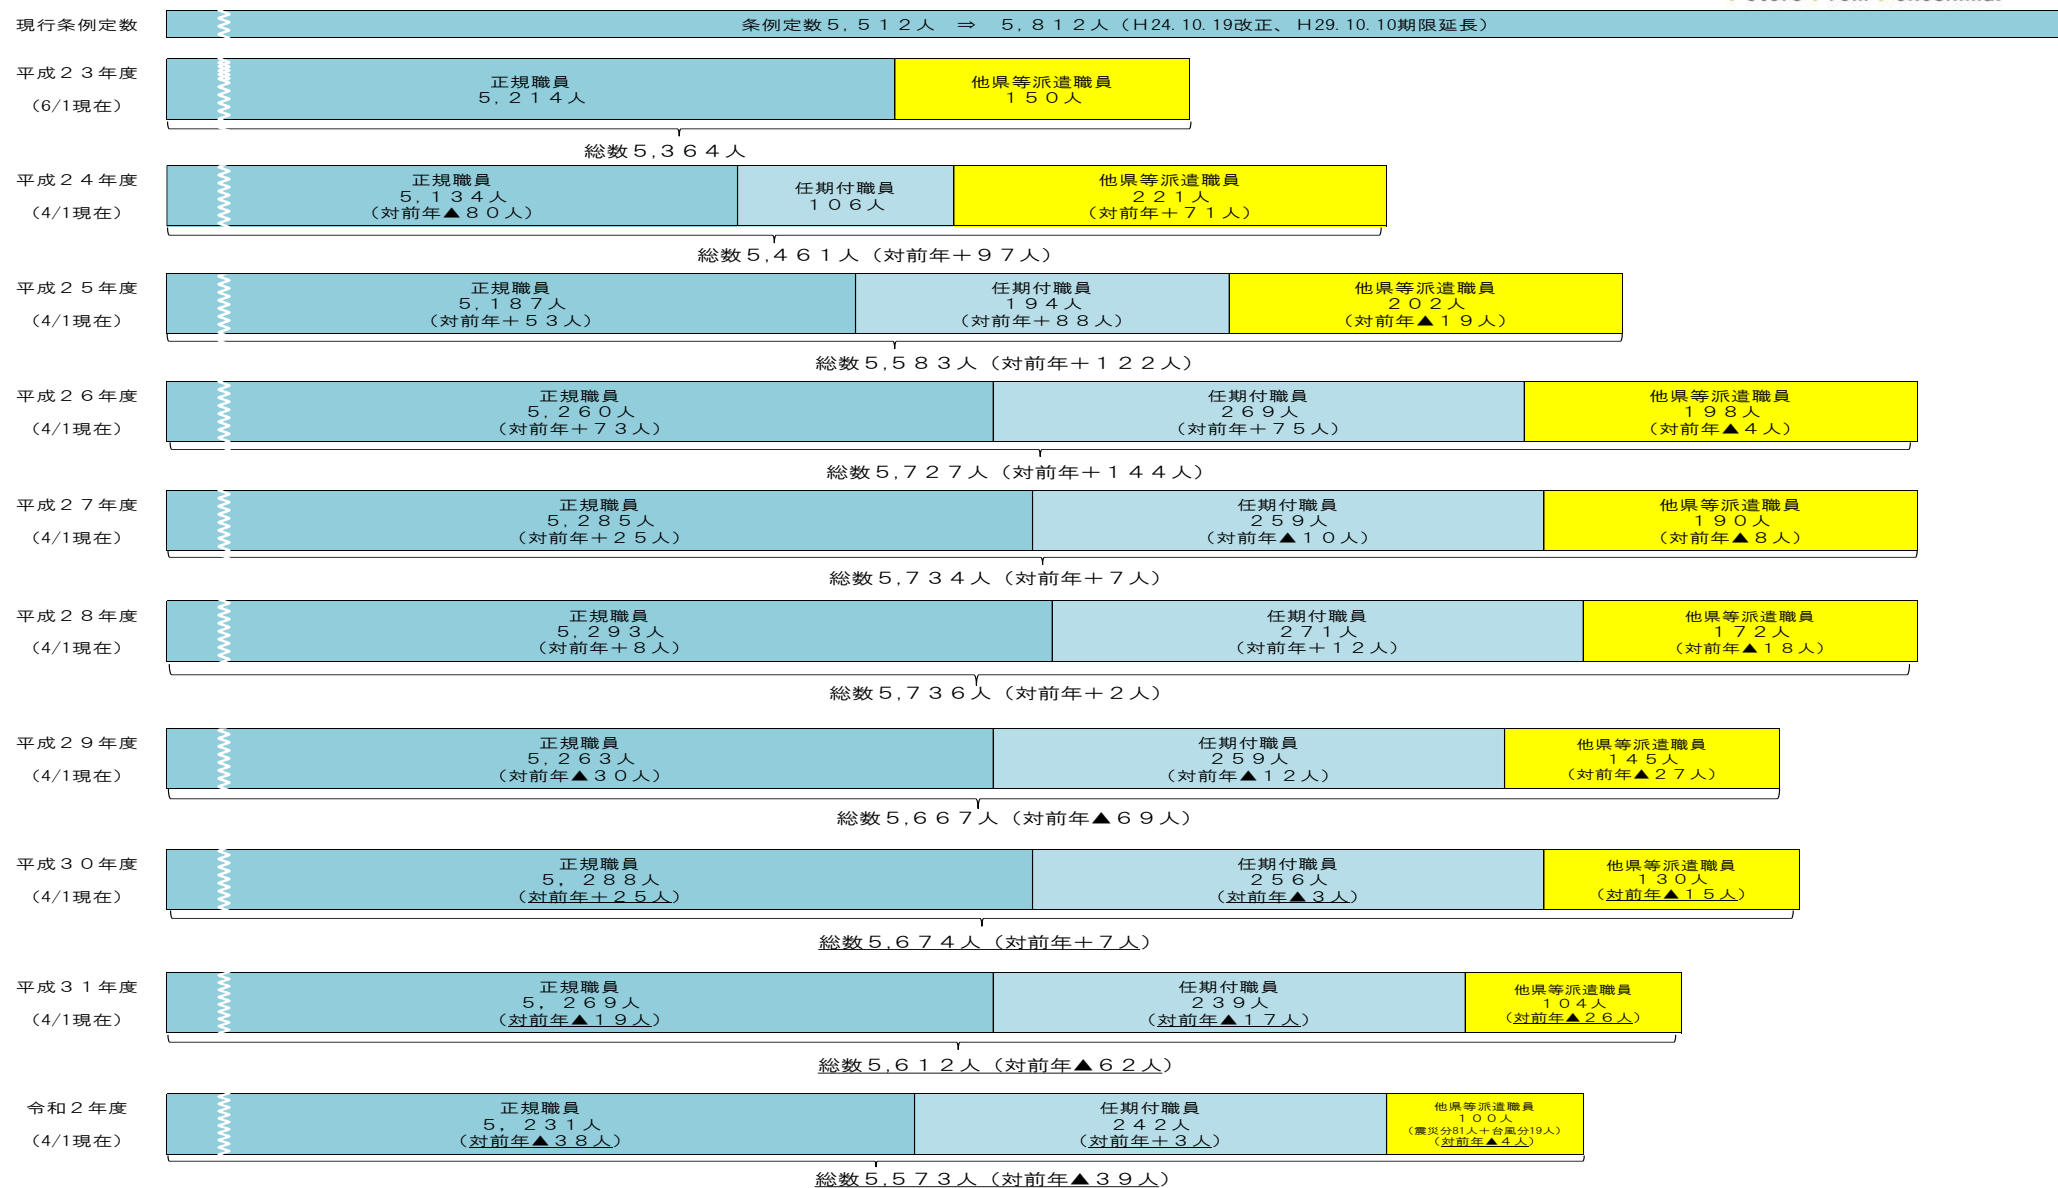 現行条例定数
条例定数５，５１２人　⇒　５，８１２人（H24.10.19改正、H29.10.10期限延長）
平成２３年度
（6/1現在）
正規職員
５，２１４人
他県等派遣職員
１５０人
総数５,３６４人
平成２４年度
（4/1現在）
正規職員
５，１３４人
（対前年▲８０人）
任期付職員
１０６人
他県等派遣職員
２２１人
（対前年＋７１人）
総数５,４６１人（対前年＋９７人）
平成２５年度
（4/1現在）
正規職員
５，１８７人
（対前年＋５３人）
任期付職員
１９４人
（対前年＋８８人）
他県等派遣職員
２０２人
（対前年▲１９人）
総数５,５８３人（対前年＋１２２人）
平成２６年度
（4/1現在）
正規職員
５，２６０人
（対前年＋７３人）
任期付職員
２６９人
（対前年＋７５人）
他県等派遣職員
１９８人
（対前年▲４人）
総数５,７２７人（対前年＋１４４人）
平成２７年度
（4/1現在）
正規職員
５，２８５人
（対前年＋２５人）
任期付職員
２５９人
（対前年▲１０人）
他県等派遣職員
１９０人
（対前年▲８人）
総数５,７３４人（対前年＋７人）
平成２８年度
（4/1現在）
正規職員
５，２９３人
（対前年＋８人）
任期付職員
２７１人
（対前年＋１２人）
他県等派遣職員
１７２人
（対前年▲１８人）
総数５,７３６人（対前年＋２人）
平成２９年度
（4/1現在）
正規職員
５,２６３人
（対前年▲３０人）
任期付職員
２５９人
（対前年▲１２人）
他県等派遣職員
１４５人
（対前年▲２７人）
総数５,６６７人（対前年▲６９人）
平成３０年度
（4/1現在）
正規職員
５，２８８人
（対前年＋２５人）
任期付職員
２５６人
（対前年▲３人）
他県等派遣職員
１３０人
（対前年▲１５人）
総数５,６７４人（対前年＋７人）
平成３１年度
（4/1現在）
正規職員
５，２６９人
（対前年▲１９人）
任期付職員
２３９人
（対前年▲１７人）
他県等派遣職員
１０４人
（対前年▲２６人）
総数５,６１２人（対前年▲６２人）
令和２年度
（4/1現在）
正規職員
５，２３１人
（対前年▲３８人）
任期付職員
２４２人
（対前年＋３人）
他県等派遣職員
１００人
（震災分81人＋台風分19人）
（対前年▲４人）
総数５,５７３人（対前年▲３９人）